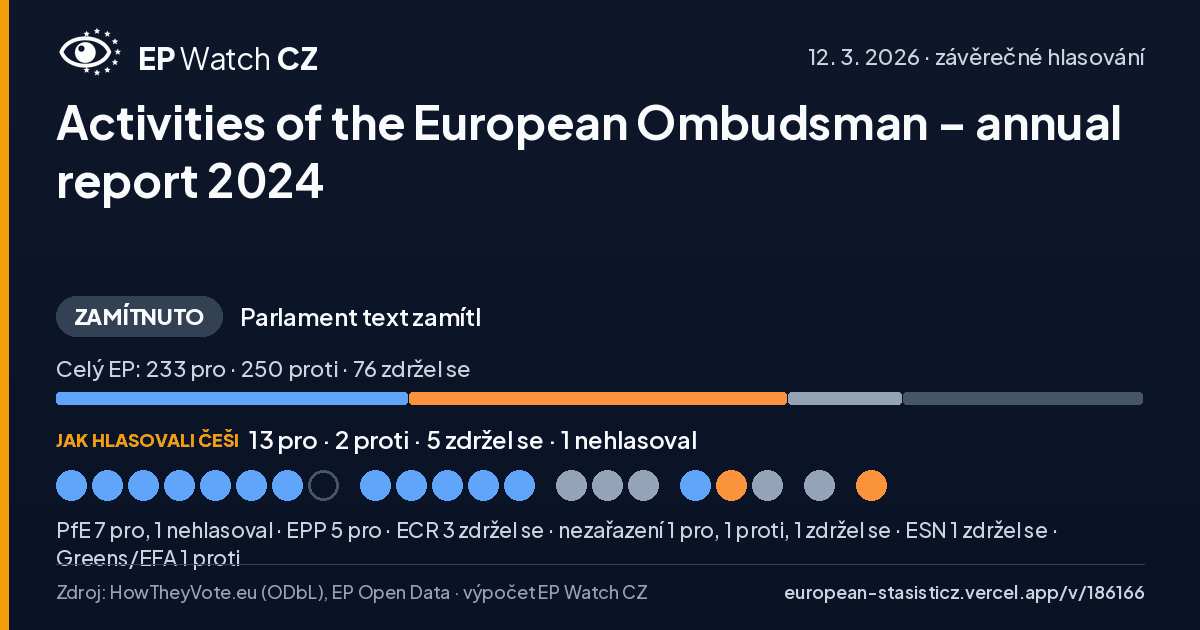 EP Watch CZ
12. 3. 2026 · závěrečné hlasování
Activities of the European Ombudsman – annual
report 2024
ZAMÍTNUTO
Parlament text zamítl
Celý EP: 233 pro · 250 proti · 76 zdržel se
JAK HLASOVALI ČEŠI 13 pro · 2 proti · 5 zdržel se · 1 nehlasoval
PfE 7 pro, 1 nehlasoval · EPP 5 pro · ECR 3 zdržel se · nezařazení 1 pro, 1 proti, 1 zdržel se · ESN 1 zdržel se ·
Greens/EFA 1 proti
Zdroj: HowTheyVote.eu (ODbL), EP Open Data · výpočet EP Watch CZ
european-stasisticz.vercel.app/v/186166